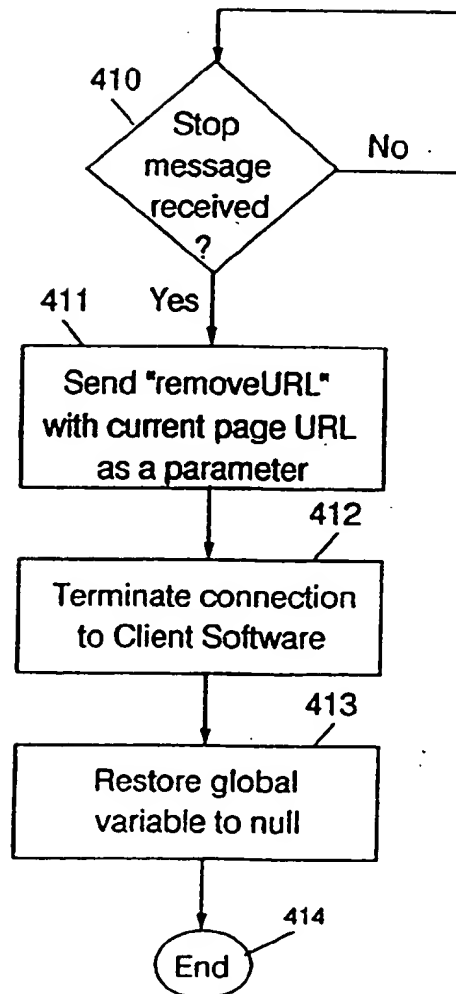 410
Stop
message
received
?
No
Yes
411
Send "removeURL"
with current page URL
as a parameter
412
Terminate connection
to Client Software
413
Restore global
variable to null
414
End